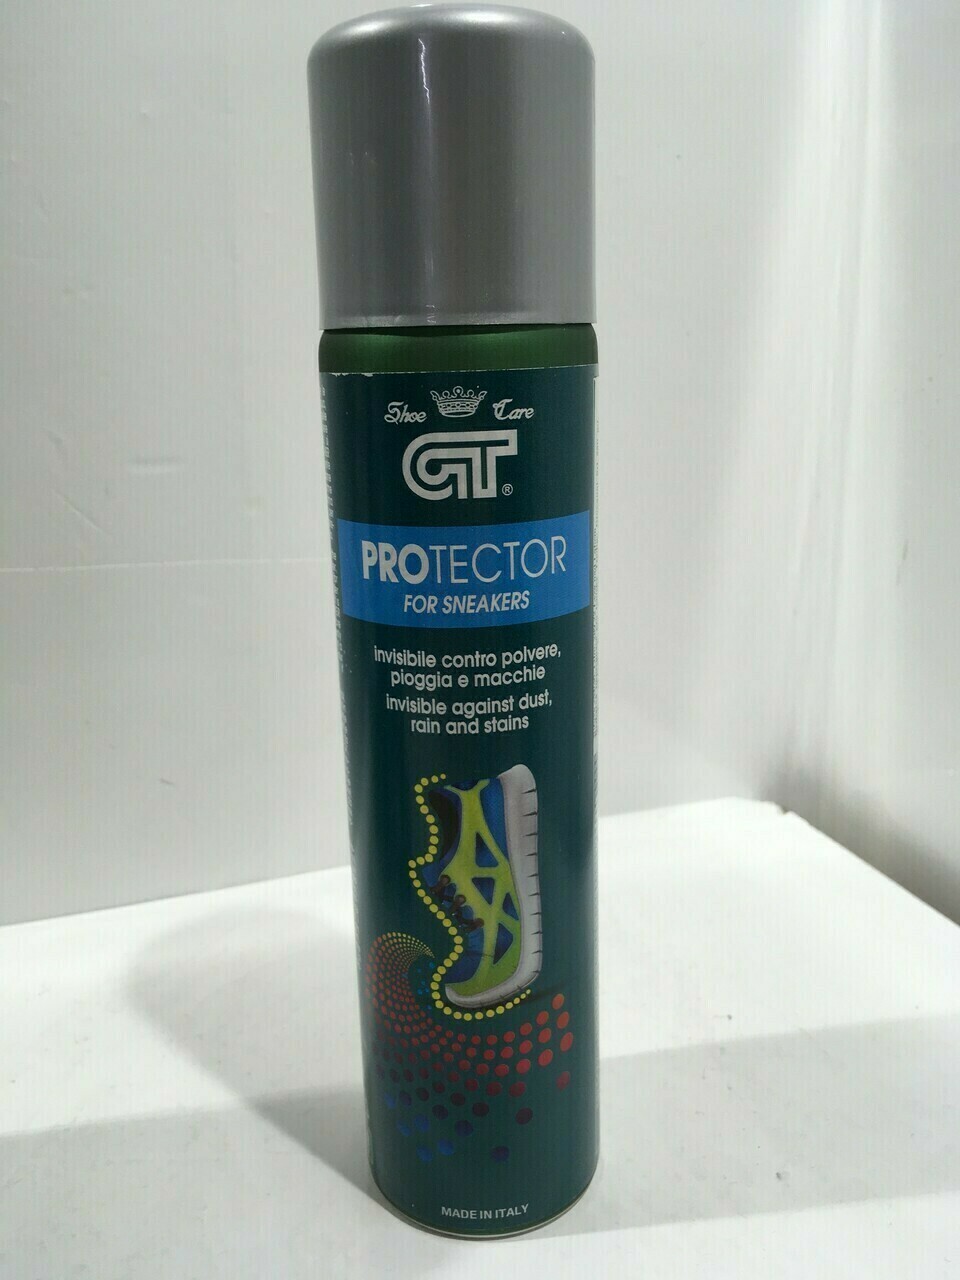 Shoe Care
GT®
PROTECTOR
FOR SNEAKERS
invisibile contro polvere,
pioggia e macchie
invisible against dust,
rain and stains
MADE IN ITALY